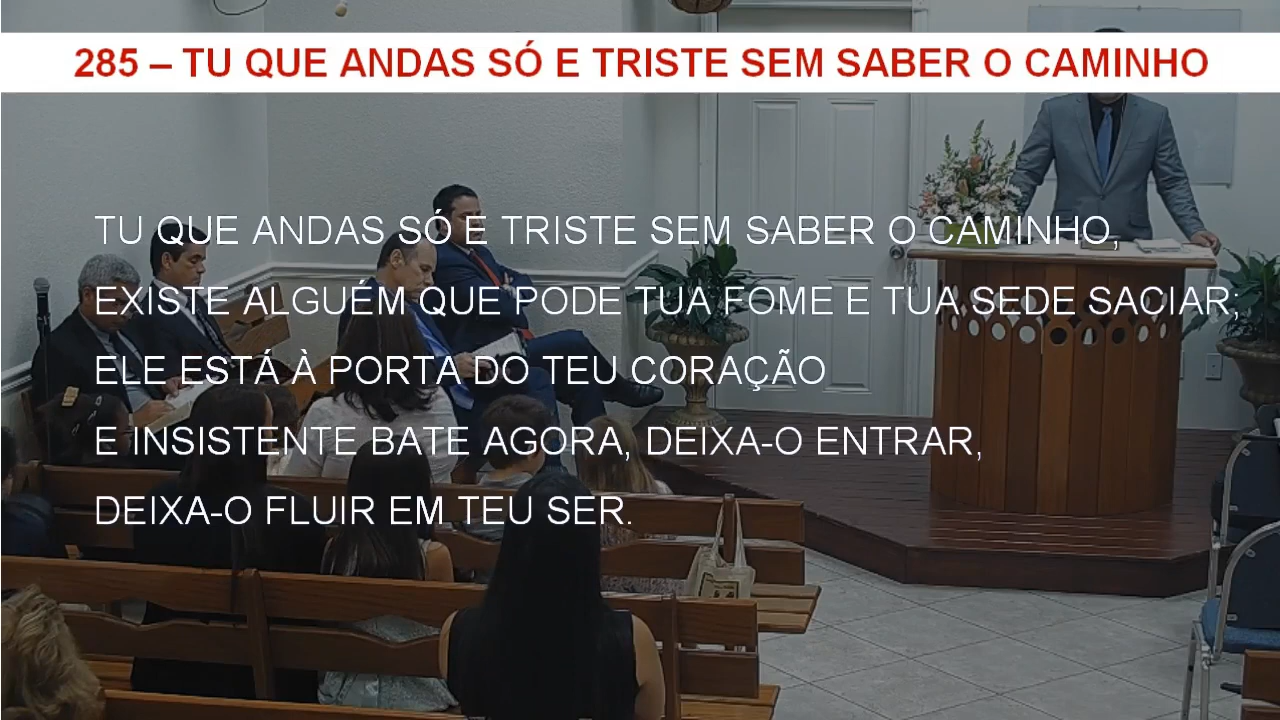 285 – TU QUE ANDAS SÓ E TRISTE SEM SABER O CAMINHO
TU QUE ANDAS SÓ E TRISTE SEM SABER O CAMINHO,
EXISTE ALGUÉM QUE PODE TUA FOME E TUA SEDE SACIAR;
ELE ESTÁ À PORTA DO TEU CORAÇÃO
E INSISTENTE BATE AGORA, DEIXA-O ENTRAR,
DEIXA-O FLUIR EM TEU SER.